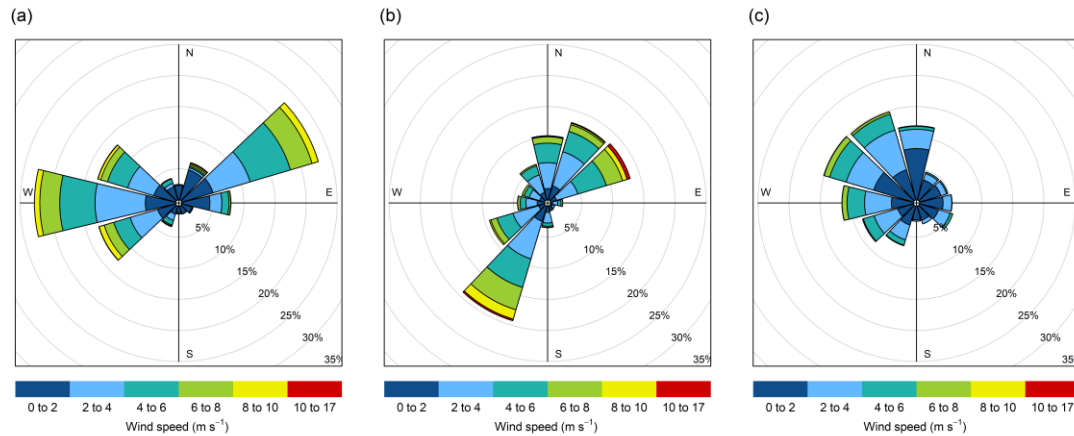 (a)
N
W
E
S
5%
10%
15%
20%
25%
30%
35%
0 to 2 2 to 4 4 to 6 6 to 8 8 to 10 10 to 17
Wind speed (m s⁻¹)
(b)
N
W
E
S
5%
10%
15%
20%
25%
30%
35%
0 to 2 2 to 4 4 to 6 6 to 8 8 to 10 10 to 17
Wind speed (m s⁻¹)
(c)
N
W
E
S
5%
10%
15%
20%
25%
30%
35%
0 to 2 2 to 4 4 to 6 6 to 8 8 to 10 10 to 17
Wind speed (m s⁻¹)